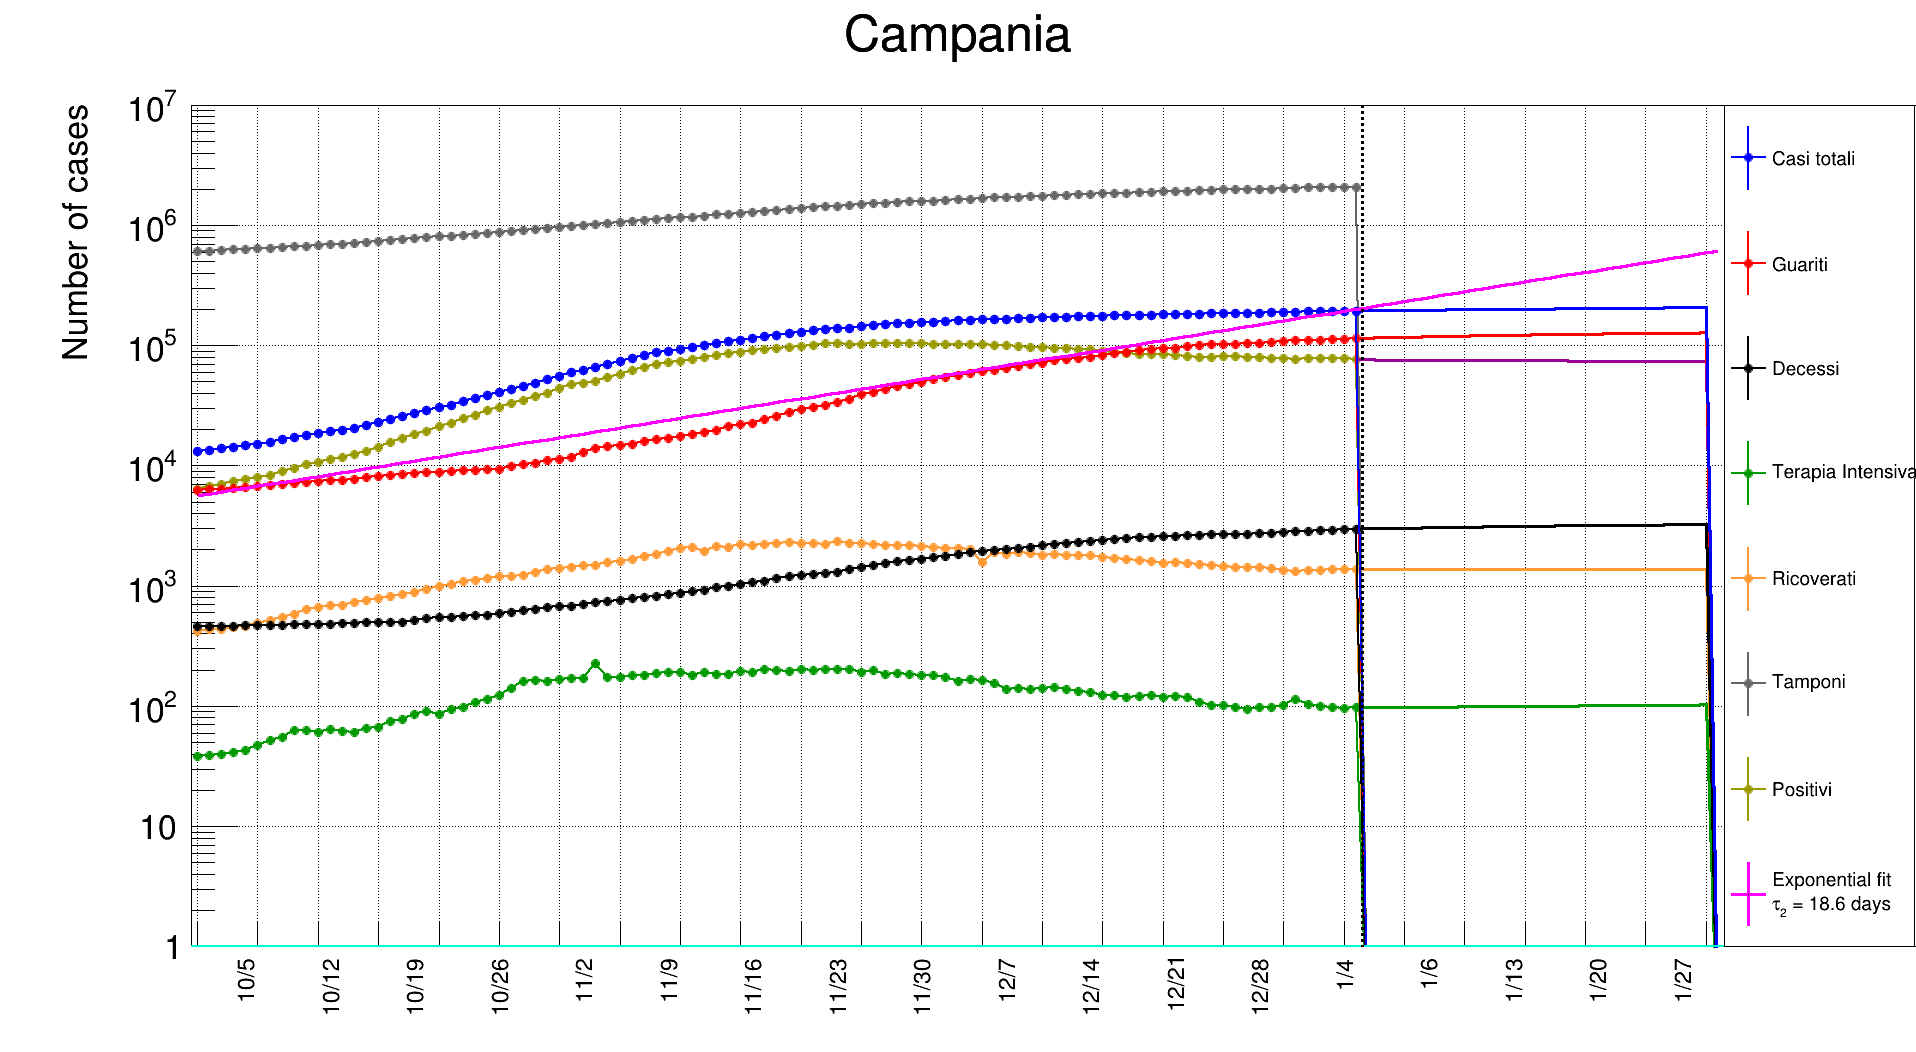 Campania
Number of cases
10^7
10^6
10^5
10^4
10^3
10^2
10
1
10/5
10/12
10/19
10/26
11/2
11/9
11/16
11/23
11/30
12/7
12/14
12/21
12/28
1/4
1/6
1/13
1/20
1/27
Casi totali
Guariti
Decessi
Terapia Intensiva
Ricoverati
Tamponi
Positivi
Exponential fit
τ_2 = 18.6 days